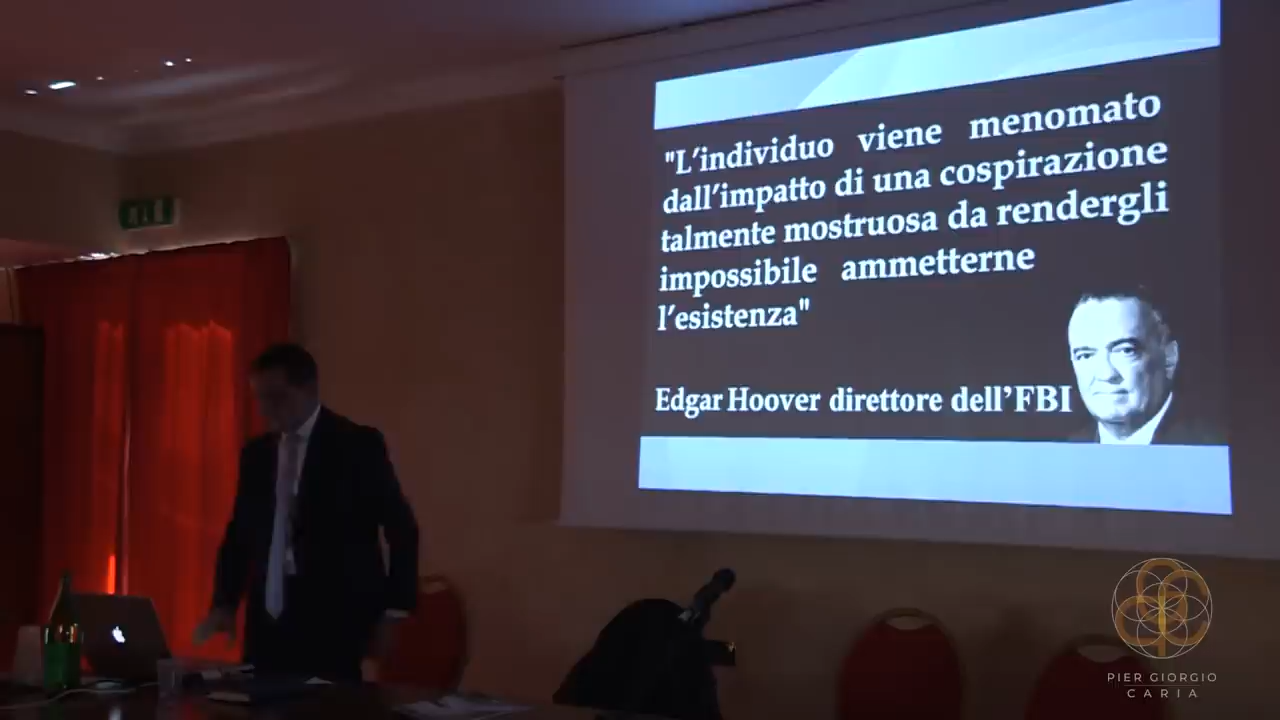 "L'individuo viene menomato
dall'impatto di una cospirazione
talmente mostruosa da rendergli
impossibile ammetterne
l'esistenza"
Edgar Hoover direttore dell'FBI
PIER GIORGIO
CARIA